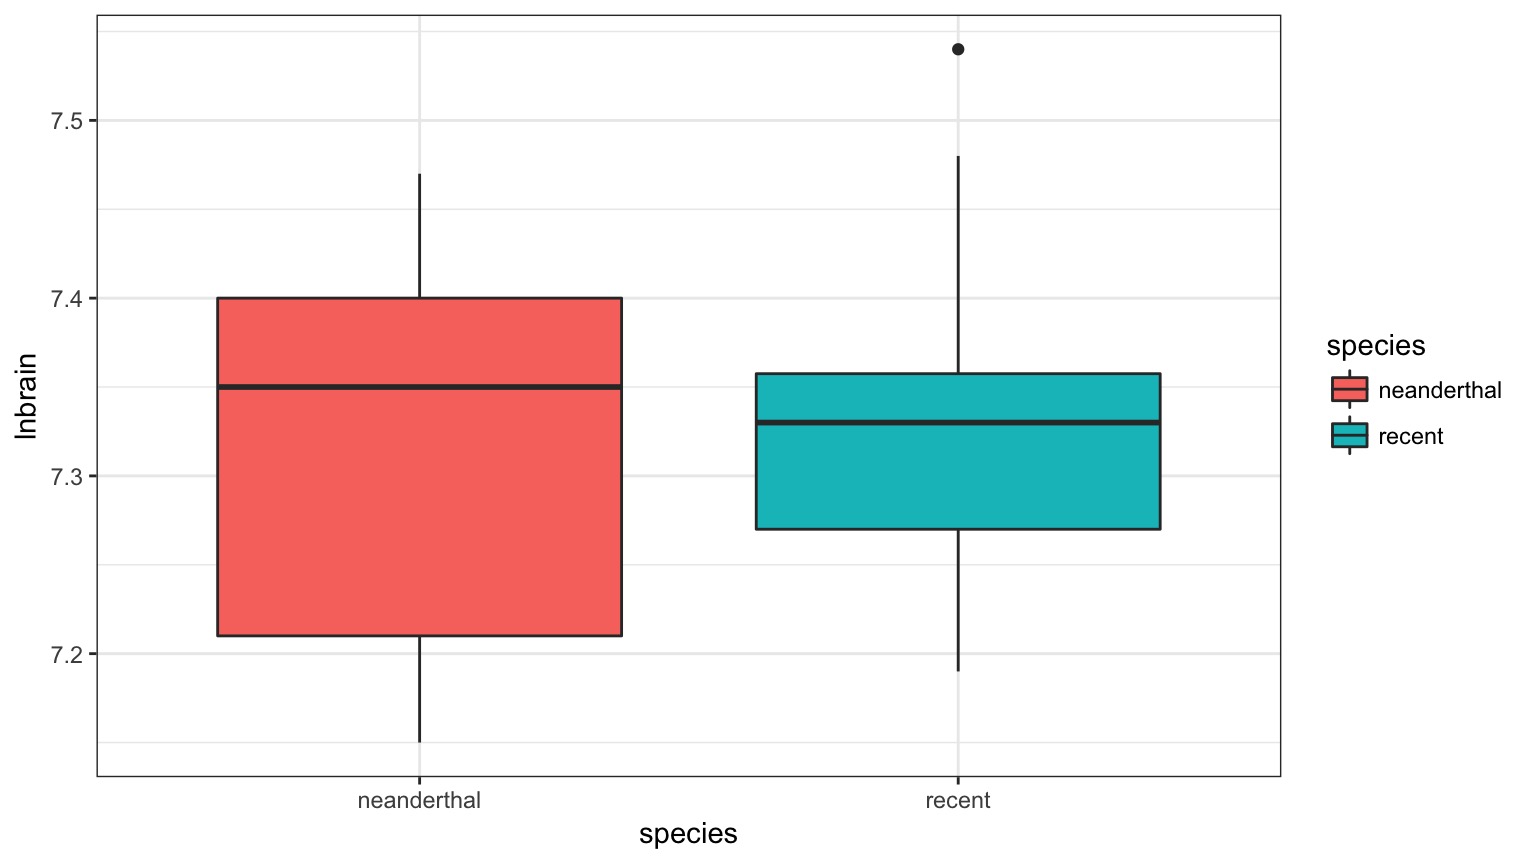 7.5
7.4
7.3
7.2
lnbrain
neanderthal
recent
species
species
neanderthal
recent